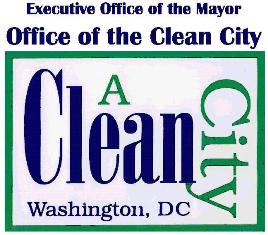 Executive Office of the Mayor
Office of the Clean City
A
Clean
City
Washington, DC